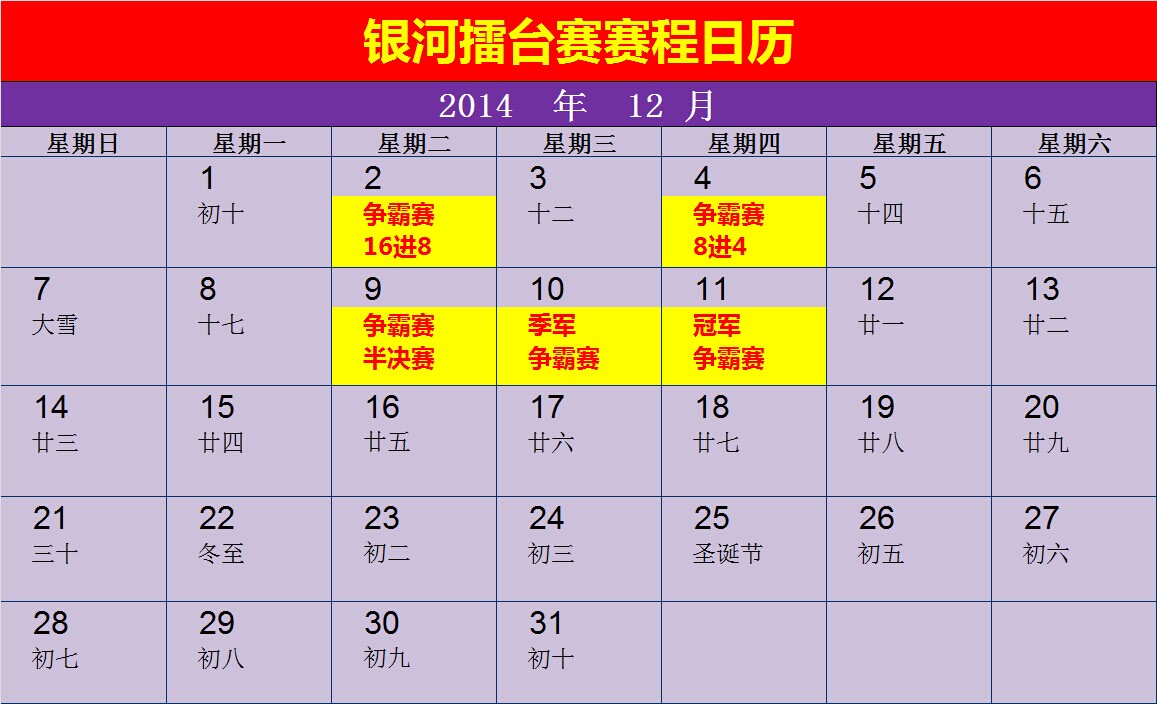 银河擂台赛赛程日历
2014 年 12 月
星期日 星期一 星期二 星期三 星期四 星期五 星期六
1 2 3 4 5 6
初十 争霸赛 十二 争霸赛 十四 十五
16进8 8进4
7 8 9 10 11 12 13
大雪 十七 争霸赛 季军 冠军 廿一 廿二
半决赛 争霸赛 争霸赛
14 15 16 17 18 19 20
廿三 廿四 廿五 廿六 廿七 廿八 廿九
21 22 23 24 25 26 27
三十 冬至 初二 初三 圣诞节 初五 初六
28 29 30 31
初七 初八 初九 初十